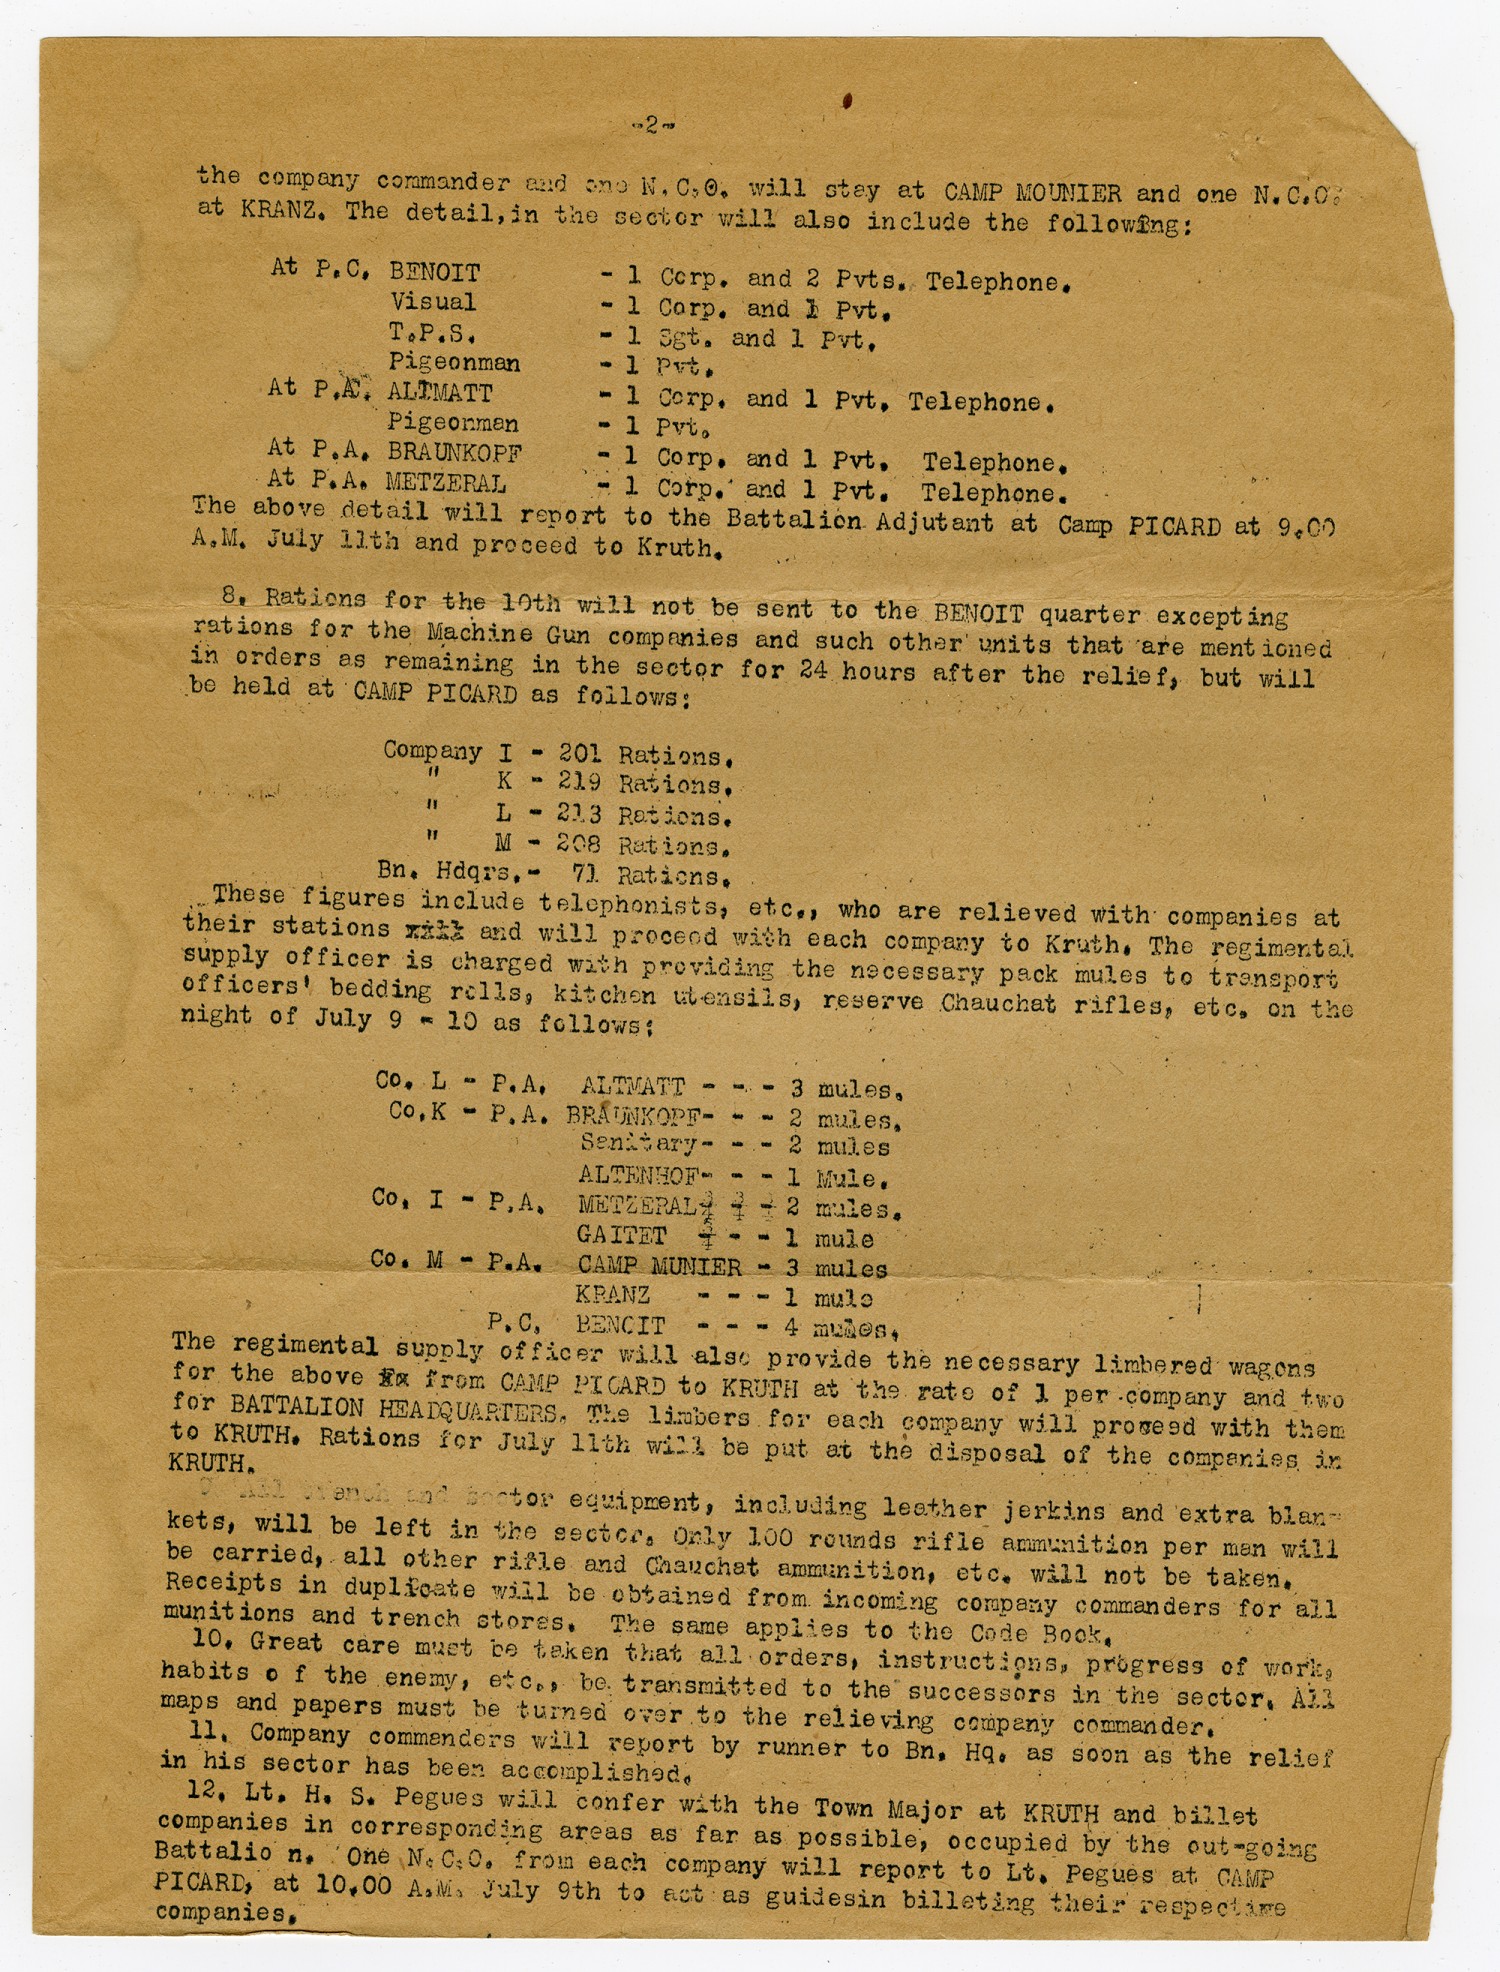 -2-
the company commander and one N.C.O. will stay at CAMP MOUNIER and one N.C.O.
at KRANZ. The detail,in the sector will also include the following:
At P.C. BENOIT - 1 Corp. and 2 Pvts. Telephone.
Visual - 1 Corp. and 1 Pvt.
T.P.S. - 1 Sgt. and 1 Pvt.
Pigeonman - 1 Pvt.
At P.A. ALTMATT - 1 Corp. and 1 Pvt. Telephone.
Pigeonman - 1 Pvt.
At P.A. BRAUNKOPF - 1 Corp. and 1 Pvt. Telephone.
At P.A. METZERAL - 1 Corp. and 1 Pvt. Telephone.
The above detail will report to the Battalion Adjutant at Camp PICARD at 9.00
A.M. July 11th and proceed to Kruth.
8. Rations for the 10th will not be sent to the BENOIT quarter excepting
rations for the Machine Gun companies and such other units that are mentioned
in orders as remaining in the sector for 24 hours after the relief, but will
be held at CAMP PICARD as follows:
Company I - 201 Rations.
" K - 219 Rations.
" L - 213 Rations.
" M - 208 Rations.
Bn. Hdqrs.- 71 Rations.
These figures include telephonists, etc., who are relieved with companies at
their stations xill and will proceed with each company to Kruth. The regimental
supply officer is charged with providing the necessary pack mules to transport
officers' bedding rolls, kitchen utensils, reserve Chauchat rifles, etc. on the
night of July 9 - 10 as follows:
Co. L - P.A. ALTMATT - - - 3 mules.
Co.K - P.A. BRAUNKOPF- - - 2 mules.
Sanitary- - - 2 mules
ALTENHOF- - - 1 Mule.
Co. I - P.A. METZERAL- - - 2 mules.
GAITET - - - 1 mule
Co. M - P.A. CAMP MUNIER - 3 mules
KRANZ - - - 1 mule
P.C. BENOIT - - - 4 mules.
The regimental supply officer will also provide the necessary limbered wagons
for the above fx from CAMP PICARD to KRUTH at the rate of 1 per company and two
for BATTALION HEADQUARTERS. The limbers for each company will proceed with them
to KRUTH. Rations for July 11th will be put at the disposal of the companies in
KRUTH.
9. All trench and sector equipment, including leather jerkins and extra blan-
kets, will be left in the sector. Only 100 rounds rifle ammunition per man will
be carried, all other rifle and Chauchat ammunition, etc. will not be taken.
Receipts in duplicate will be obtained from incoming company commanders for all
munitions and trench stores. The same applies to the Code Book.
10. Great care must be taken that all orders, instructions, progress of work,
habits o f the enemy, etc., be transmitted to the successors in the sector. All
maps and papers must be turned over to the relieving company commander.
11. Company commanders will report by runner to Bn. Hq. as soon as the relief
in his sector has been accomplished.
12. Lt. H. S. Pegues will confer with the Town Major at KRUTH and billet
companies in corresponding areas as far as possible, occupied by the out-going
Battalio n. One N.C.O. from each company will report to Lt. Pegues at CAMP
PICARD, at 10.00 A.M. July 9th to act as guidesin billeting their respective
companies.